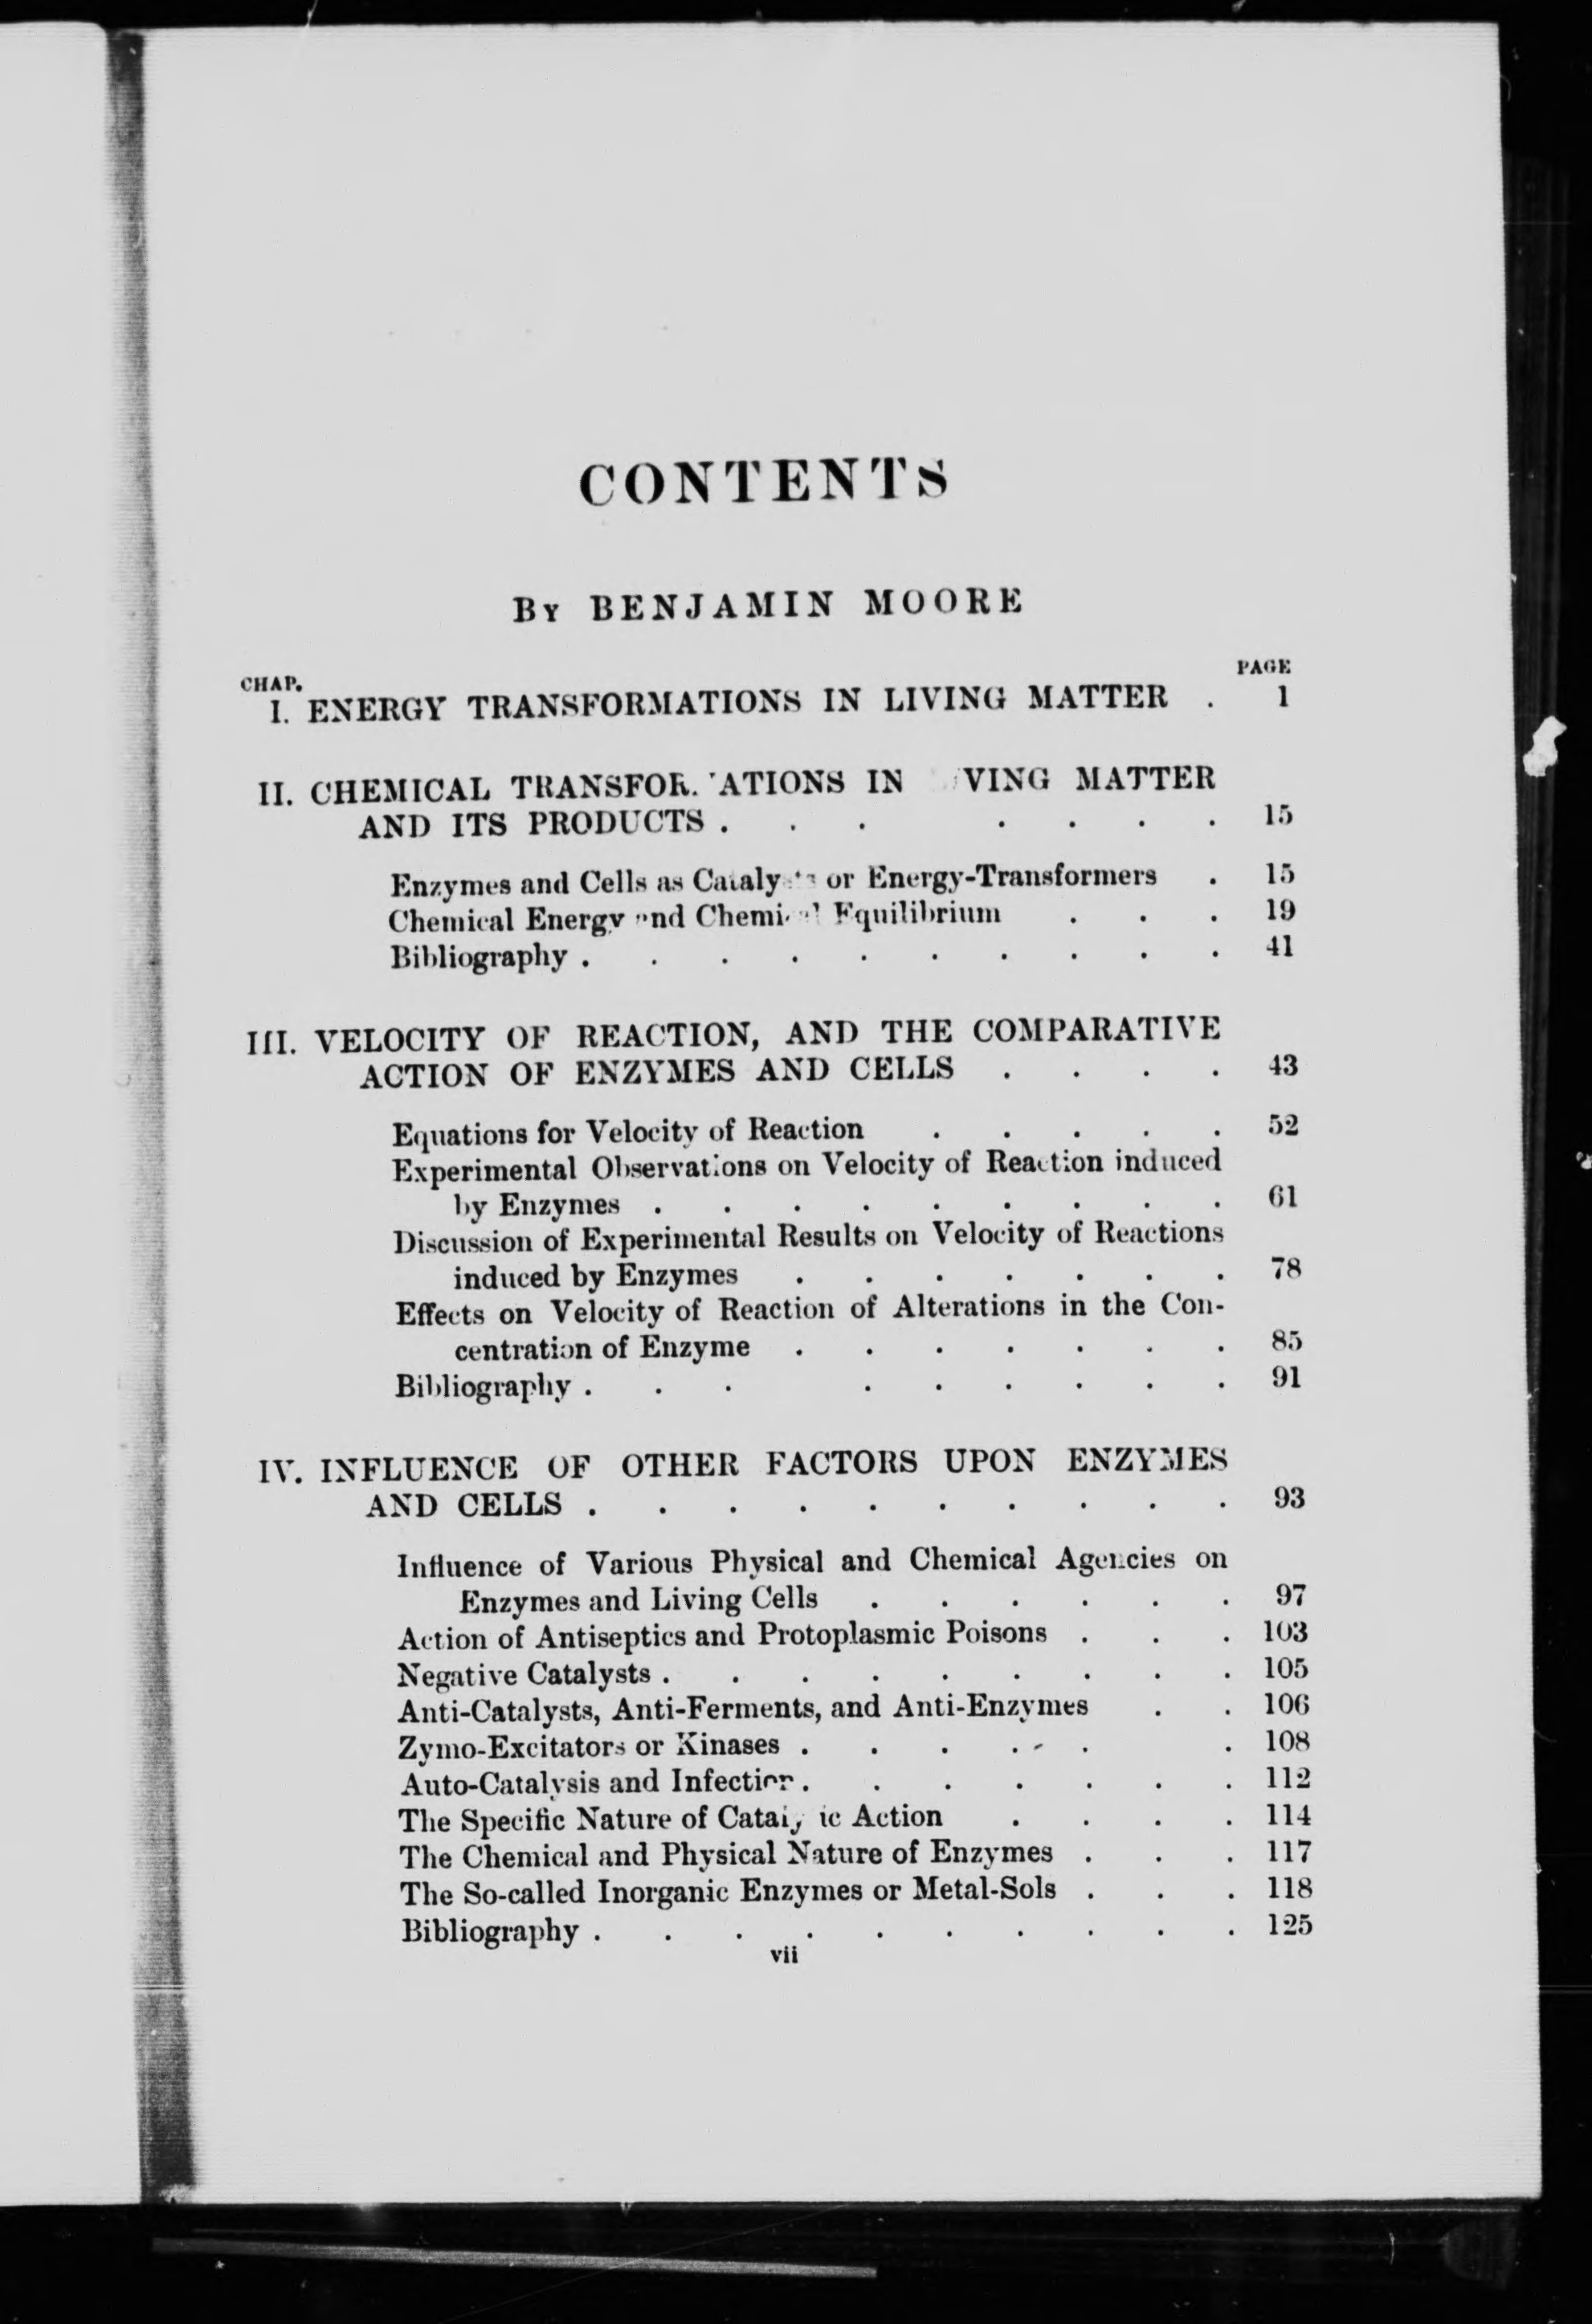 CONTENTS
BY BENJAMIN MOORE
CHAP. PAGE
I. ENERGY TRANSFORMATIONS IN LIVING MATTER . 1
II. CHEMICAL IN MATTER
AND ITS PRODUCTS . . . . . . . 15
Enzymes and Cells as or Energy-Transformers . 15
Chemical Energy and Equilibrium . . . 19
Bibliography . . . . . . . . . . 41
III. VELOCITY OF REACTION, AND THE COMPARATIVE
ACTION OF ENZYMES AND CELLS . . . . 43
Equations for Velocity of Reaction . . . . . 52
Experimental Observations on Velocity of Reaction induced
by Enzymes . . . . . . . . . 61
Discussion of Experimental Results on Velocity of Reactions
induced by Enzymes . . . . . . . 78
Effects on Velocity of Reaction of Alterations in the Con-
centration of Enzyme . . . . . . . 85
Bibliography . . . . . . . . . 91
IV. INFLUENCE OF OTHER FACTORS UPON ENZYMES
AND CELLS . . . . . . . . . . 93
Influence of Various Physical and Chemical Agencies on
Enzymes and Living Cells . . . . . . 97
Action of Antiseptics and Protoplasmic Poisons . . . 103
Negative Catalysts . . . . . . . . . 105
Anti-Catalysts, Anti-Ferments, and Anti-Enzymes . . 106
Zymo-Excitators or Kinases . . . . . . 108
Auto-Catalysis and Infection . . . . . . . 112
The Specific Nature of Action . . . . 114
The Chemical and Physical Nature of Enzymes . . . 117
The So-called Inorganic Enzymes or Metal-Sols . . . 118
Bibliography . . . . . . . . . . 125
vii